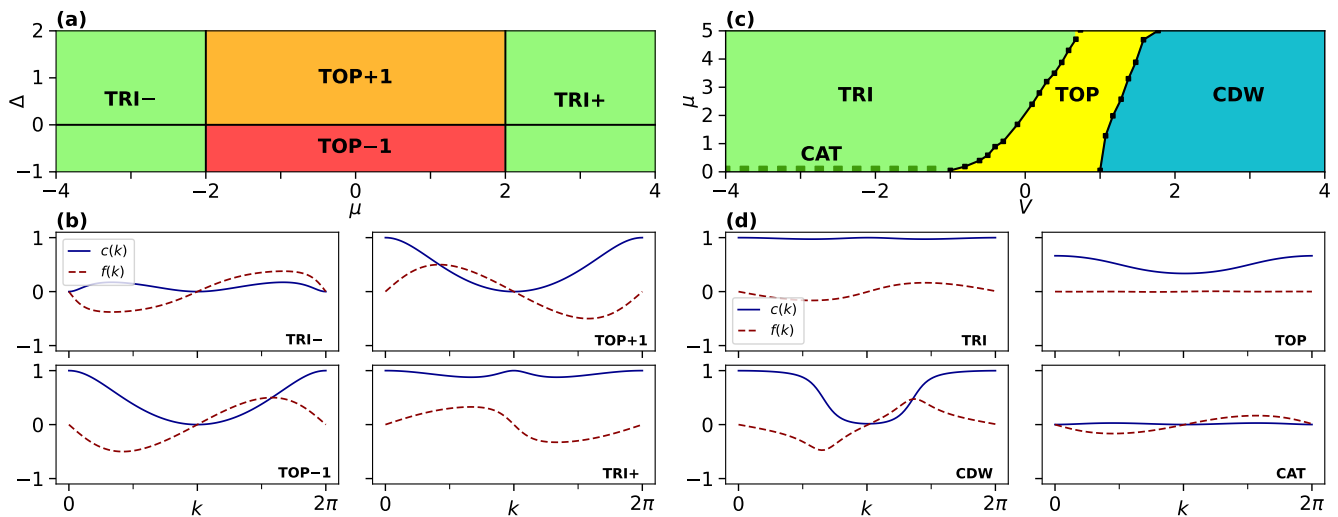 (a)
2
1
0
−1
Δ
TRI−
TOP+1
TOP−1
TRI+
−4
−2
0
2
4
μ
(c)
5
4
3
2
1
0
μ
TRI
TOP
CDW
CAT
−4
−2
0
2
4
V
(b)
1
0
−1
c(k)
f(k)
TRI−
TOP+1
1
0
−1
TOP−1
TRI+
0
k
2π
0
k
2π
(d)
1
0
−1
c(k)
f(k)
TRI
TOP
1
0
−1
CDW
CAT
0
k
2π
0
k
2π